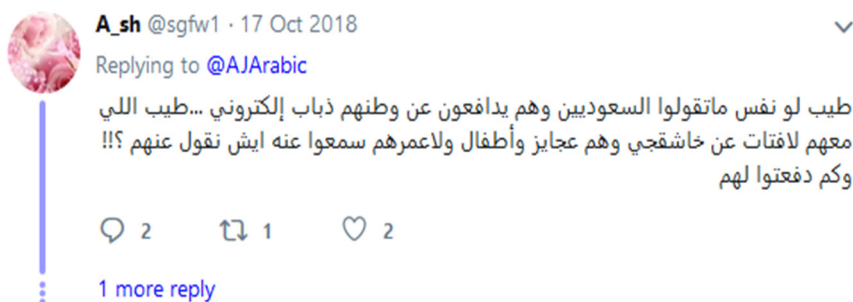 A_sh @sgfw1 · 17 Oct 2018
Replying to @AJArabic
طيب لو نفس ماتقولوا السعوديين وهم يدافعون عن وطنهم ذباب إلكتروني ...طيب اللي
معهم لافتات عن خاشقجي وهم عجايز وأطفال ولاعمرهم سمعوا عنه ايش نقول عنهم ؟!!
وكم دفعتوا لهم
2 1 2
1 more reply